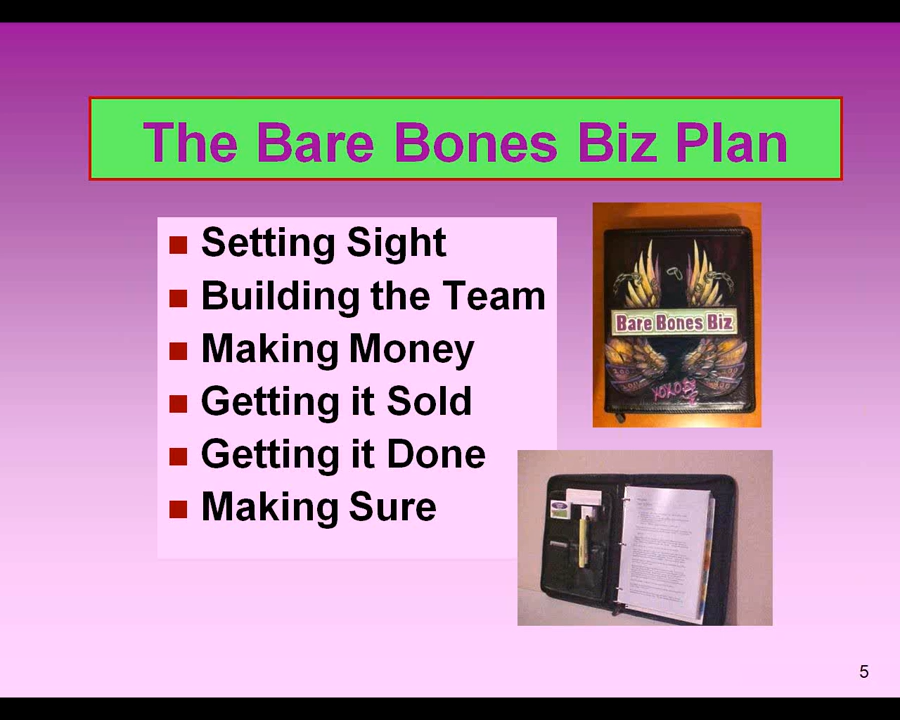 The Bare Bones Biz Plan
Setting Sight
Building the Team
Making Money
Getting it Sold
Getting it Done
Making Sure
Bare Bones Biz
5